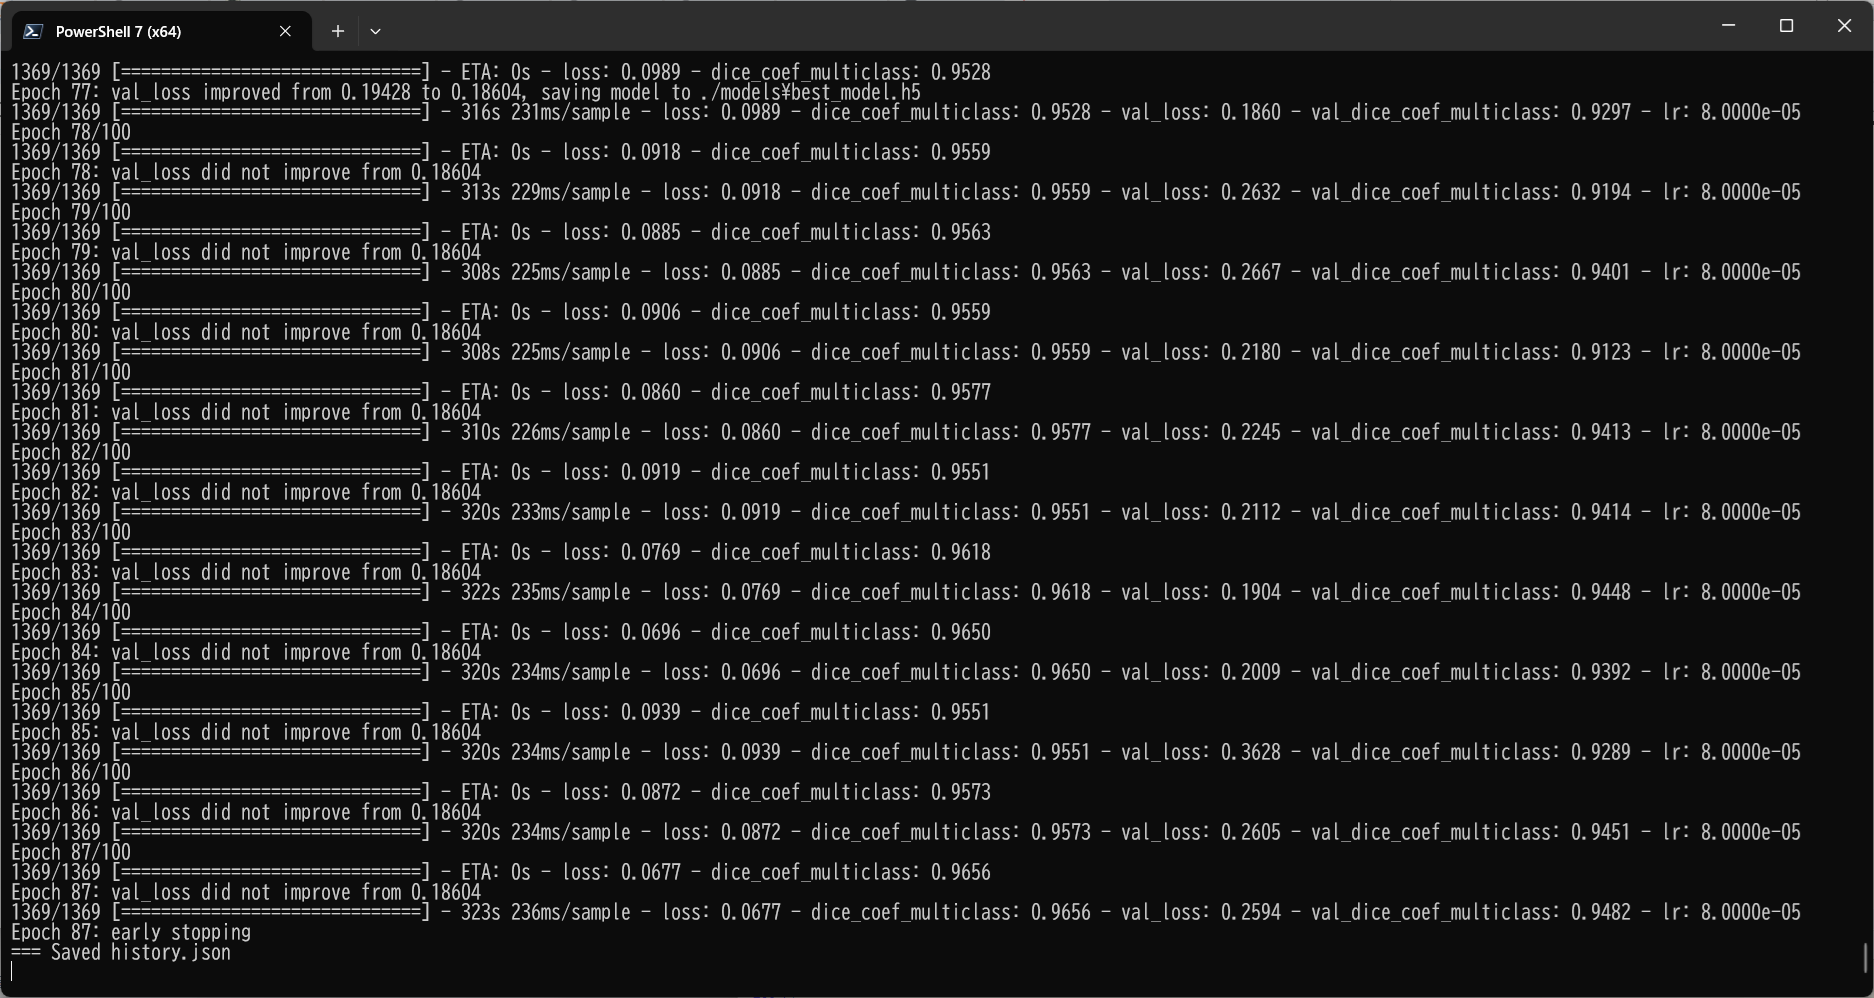 PowerShell 7 (x64)
1369/1369 [==============================] - ETA: 0s - loss: 0.0989 - dice_coef_multiclass: 0.9528
Epoch 77: val_loss improved from 0.19428 to 0.18604, saving model to ./models¥best_model.h5
1369/1369 [==============================] - 316s 231ms/sample - loss: 0.0989 - dice_coef_multiclass: 0.9528 - val_loss: 0.1860 - val_dice_coef_multiclass: 0.9297 - lr: 8.0000e-05
Epoch 78/100
1369/1369 [==============================] - ETA: 0s - loss: 0.0918 - dice_coef_multiclass: 0.9559
Epoch 78: val_loss did not improve from 0.18604
1369/1369 [==============================] - 313s 229ms/sample - loss: 0.0918 - dice_coef_multiclass: 0.9559 - val_loss: 0.2632 - val_dice_coef_multiclass: 0.9194 - lr: 8.0000e-05
Epoch 79/100
1369/1369 [==============================] - ETA: 0s - loss: 0.0885 - dice_coef_multiclass: 0.9563
Epoch 79: val_loss did not improve from 0.18604
1369/1369 [==============================] - 308s 225ms/sample - loss: 0.0885 - dice_coef_multiclass: 0.9563 - val_loss: 0.2667 - val_dice_coef_multiclass: 0.9401 - lr: 8.0000e-05
Epoch 80/100
1369/1369 [==============================] - ETA: 0s - loss: 0.0906 - dice_coef_multiclass: 0.9559
Epoch 80: val_loss did not improve from 0.18604
1369/1369 [==============================] - 308s 225ms/sample - loss: 0.0906 - dice_coef_multiclass: 0.9559 - val_loss: 0.2180 - val_dice_coef_multiclass: 0.9123 - lr: 8.0000e-05
Epoch 81/100
1369/1369 [==============================] - ETA: 0s - loss: 0.0860 - dice_coef_multiclass: 0.9577
Epoch 81: val_loss did not improve from 0.18604
1369/1369 [==============================] - 310s 226ms/sample - loss: 0.0860 - dice_coef_multiclass: 0.9577 - val_loss: 0.2245 - val_dice_coef_multiclass: 0.9413 - lr: 8.0000e-05
Epoch 82/100
1369/1369 [==============================] - ETA: 0s - loss: 0.0919 - dice_coef_multiclass: 0.9551
Epoch 82: val_loss did not improve from 0.18604
1369/1369 [==============================] - 320s 233ms/sample - loss: 0.0919 - dice_coef_multiclass: 0.9551 - val_loss: 0.2112 - val_dice_coef_multiclass: 0.9414 - lr: 8.0000e-05
Epoch 83/100
1369/1369 [==============================] - ETA: 0s - loss: 0.0769 - dice_coef_multiclass: 0.9618
Epoch 83: val_loss did not improve from 0.18604
1369/1369 [==============================] - 322s 235ms/sample - loss: 0.0769 - dice_coef_multiclass: 0.9618 - val_loss: 0.1904 - val_dice_coef_multiclass: 0.9448 - lr: 8.0000e-05
Epoch 84/100
1369/1369 [==============================] - ETA: 0s - loss: 0.0696 - dice_coef_multiclass: 0.9650
Epoch 84: val_loss did not improve from 0.18604
1369/1369 [==============================] - 320s 234ms/sample - loss: 0.0696 - dice_coef_multiclass: 0.9650 - val_loss: 0.2009 - val_dice_coef_multiclass: 0.9392 - lr: 8.0000e-05
Epoch 85/100
1369/1369 [==============================] - ETA: 0s - loss: 0.0939 - dice_coef_multiclass: 0.9551
Epoch 85: val_loss did not improve from 0.18604
1369/1369 [==============================] - 320s 234ms/sample - loss: 0.0939 - dice_coef_multiclass: 0.9551 - val_loss: 0.3628 - val_dice_coef_multiclass: 0.9289 - lr: 8.0000e-05
Epoch 86/100
1369/1369 [==============================] - ETA: 0s - loss: 0.0872 - dice_coef_multiclass: 0.9573
Epoch 86: val_loss did not improve from 0.18604
1369/1369 [==============================] - 320s 234ms/sample - loss: 0.0872 - dice_coef_multiclass: 0.9573 - val_loss: 0.2605 - val_dice_coef_multiclass: 0.9451 - lr: 8.0000e-05
Epoch 87/100
1369/1369 [==============================] - ETA: 0s - loss: 0.0677 - dice_coef_multiclass: 0.9656
Epoch 87: val_loss did not improve from 0.18604
1369/1369 [==============================] - 323s 236ms/sample - loss: 0.0677 - dice_coef_multiclass: 0.9656 - val_loss: 0.2594 - val_dice_coef_multiclass: 0.9482 - lr: 8.0000e-05
Epoch 87: early stopping
=== Saved history.json